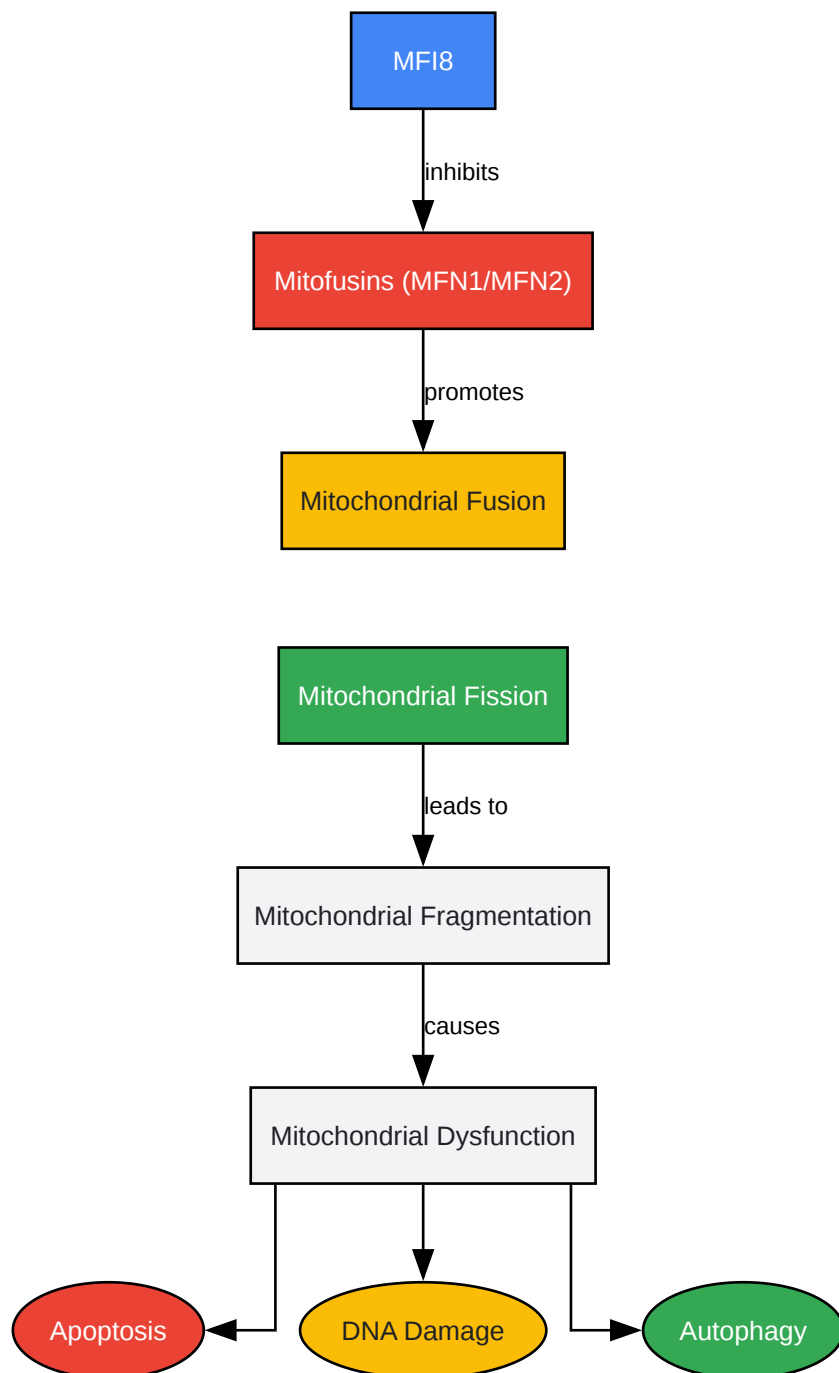 MFI8
inhibits
Mitofusins (MFN1/MFN2)
promotes
Mitochondrial Fusion
Mitochondrial Fission
leads to
Mitochondrial Fragmentation
causes
Mitochondrial Dysfunction
Apoptosis
DNA Damage
Autophagy